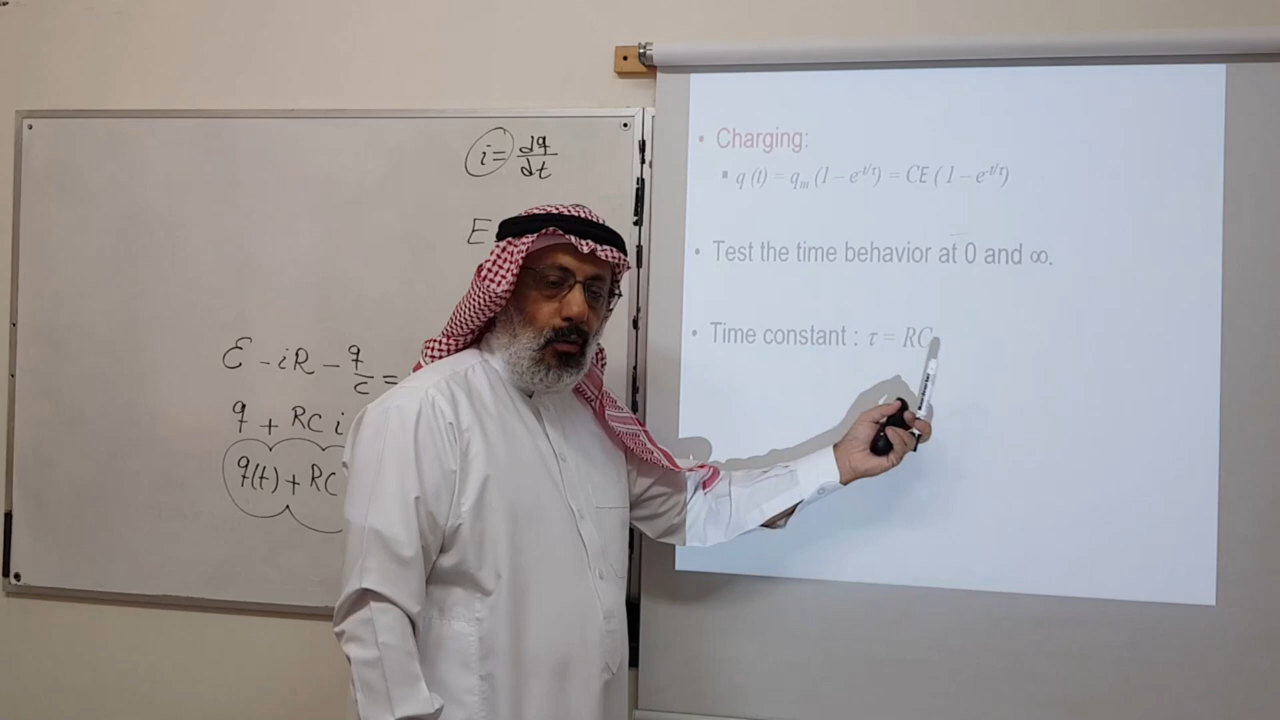 i = dq/dt
E
ℰ - iR - q/c =
q + RC i
q(t) + RC
• Charging:
▪ q (t) = qₘ (1 – e^(-t/τ)) = CE ( 1 – e^(-t/τ))
• Test the time behavior at 0 and ∞.
• Time constant : τ = RC